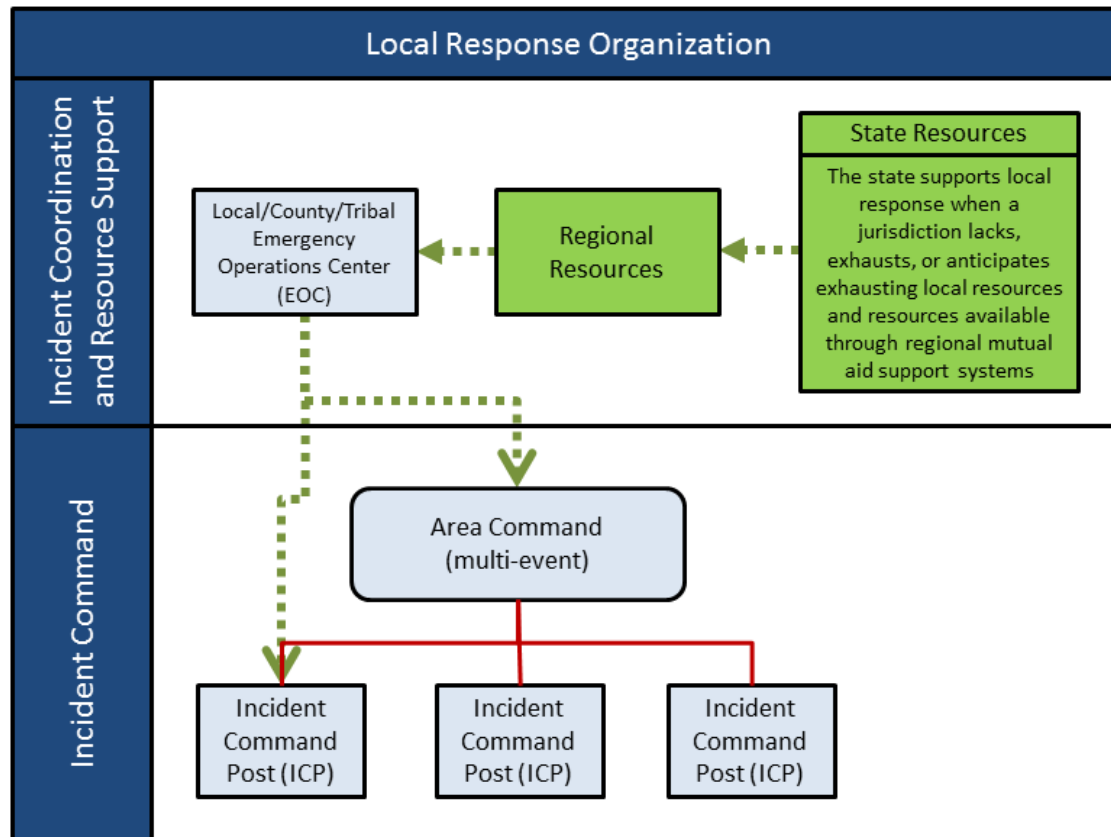 Local Response Organization
Incident Coordination
and Resource Support
Local/County/Tribal
Emergency
Operations Center
(EOC)
Regional
Resources
State Resources
The state supports local
response when a
jurisdiction lacks,
exhausts, or anticipates
exhausting local resources
and resources available
through regional mutual
aid support systems
Incident Command
Area Command
(multi-event)
Incident
Command
Post (ICP)
Incident
Command
Post (ICP)
Incident
Command
Post (ICP)